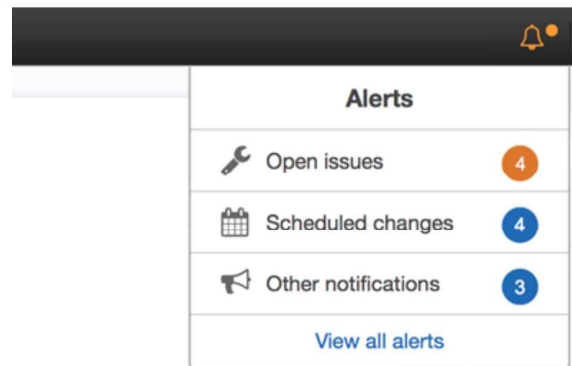 Alerts
Open issues 4
Scheduled changes 4
Other notifications 3
View all alerts